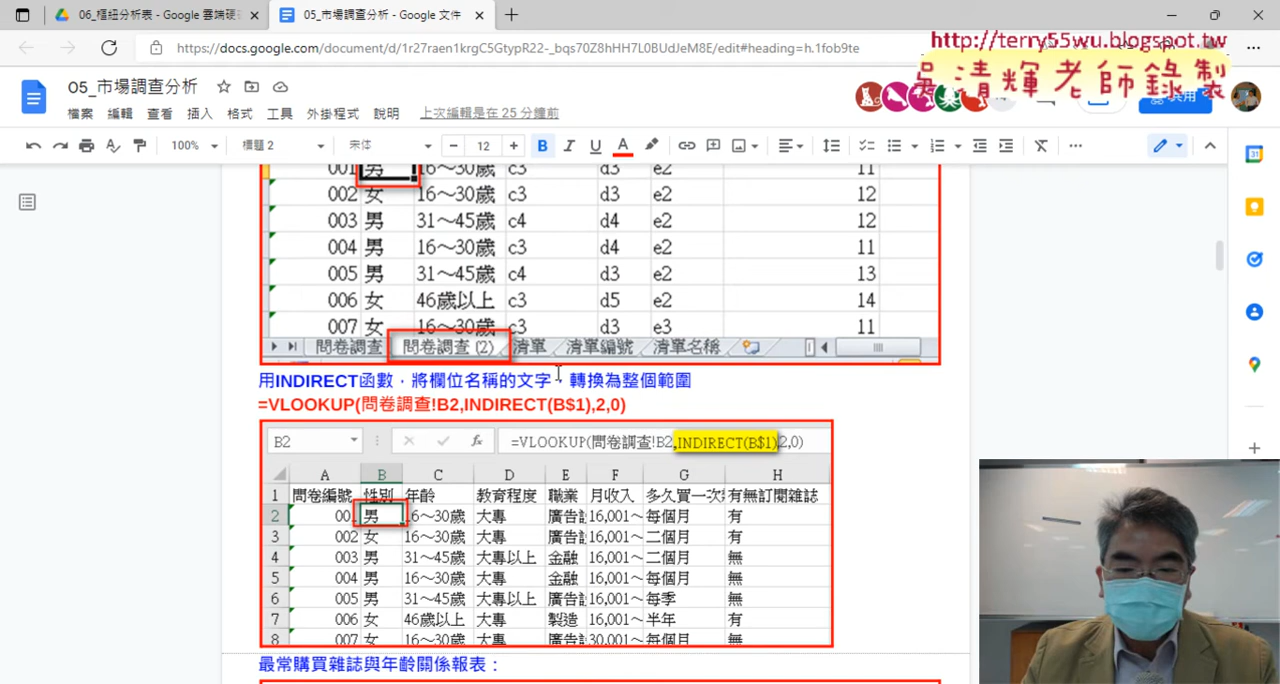 06_樞紐分析表 - Google 雲端硬
05_市場調查分析 - Google 文件
https://docs.google.com/document/d/1r27raen1krgC5GtypR22-_bqs70Z8hHH7L0BUdJeM8E/edit#heading=h.1fob9te
http://terry55wu.blogspot.tw
吳清輝老師錄製
05_市場調查分析
檔案 編輯 查看 插入 格式 工具 外掛程式 說明 上次編輯是在 25 分鐘前
共用
100% 標題 2 宋体 12
001 男 16～30歲 c3 d3 e2 11
002 女 16～30歲 c3 d3 e2 12
003 男 31～45歲 c4 d4 e2 12
004 男 16～30歲 c3 d4 e2 11
005 男 31～45歲 c4 d3 e2 13
006 女 46歲以上 c3 d5 e2 14
007 女 16～30歲 c3 d3 e3 11
問卷調查 問卷調查 (2) 清單 清單編號 清單名稱
用INDIRECT函數，將欄位名稱的文字，轉換為整個範圍
=VLOOKUP(問卷調查!B2,INDIRECT(B$1),2,0)
B2 fx =VLOOKUP(問卷調查!B2,INDIRECT(B$1),2,0)
A B C D E F G H
1 問卷編號 性別 年齡 教育程度 職業 月收入 多久買一次 有無訂閱雜誌
2 001 男 16～30歲 大專 廣告 16,001～ 每個月 有
3 002 女 16～30歲 大專 廣告 16,001～ 二個月 有
4 003 男 31～45歲 大專以上 金融 16,001～ 二個月 無
5 004 男 16～30歲 大專 金融 16,001～ 每個月 無
6 005 男 31～45歲 大專以上 廣告 16,001～ 每季 無
7 006 女 46歲以上 大專 製造 16,001～ 半年 有
8 007 女 16～30歲 大專 廣告 30,001～ 每個月 無
最常購買雜誌與年齡關係報表：